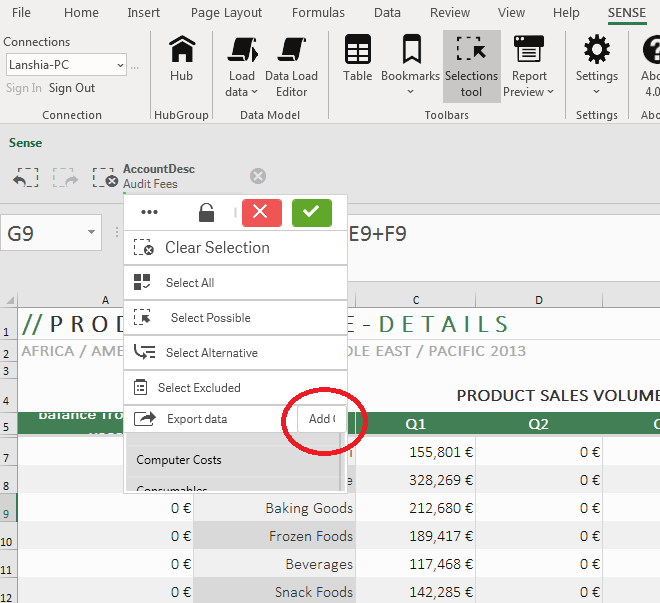 File Home Insert Page Layout Formulas Data Review View Help SENSE
Connections
Lanshia-PC ...
Sign In Sign Out
Hub
Load data
Data Load Editor
Table
Bookmarks
Selections tool
Report Preview
Settings
Abo
4.0
Connection HubGroup Data Model Toolbars Settings Abo
Sense
AccountDesc
Audit Fees
G9
E9+F9
•••
Clear Selection
Select All
Select Possible
Select Alternative
Select Excluded
Export data
Add
Computer Costs
Consumables
A C D
1 // P R O D E - D E T A I L S
2 AFRICA / AME LE EAST / PACIFIC 2013
3
4 PRODUCT SALES VOLUME
5 Q1 Q2
7 155,801 € 0 €
8 e 328,269 € 0 €
9 0 € Baking Goods 212,680 € 0 €
10 0 € Frozen Foods 189,417 € 0 €
11 0 € Beverages 117,468 € 0 €
12 0 € Snack Foods 142,285 € 0 €